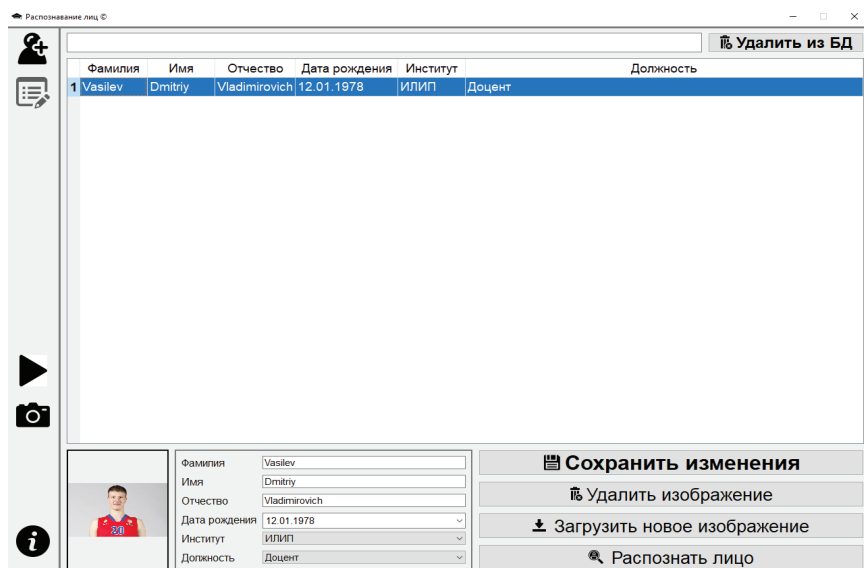 Распознавание лиц ©
Удалить из БД
Фамилия Имя Отчество Дата рождения Институт Должность
1 Vasilev Dmitriy Vladimirovich 12.01.1978 ИЛИП Доцент
Фамилия Vasilev
Имя Dmitriy
Отчество Vladimirovich
Дата рождения 12.01.1978
Институт ИЛИП
Должность Доцент
Сохранить изменения
Удалить изображение
Загрузить новое изображение
Распознать лицо
20